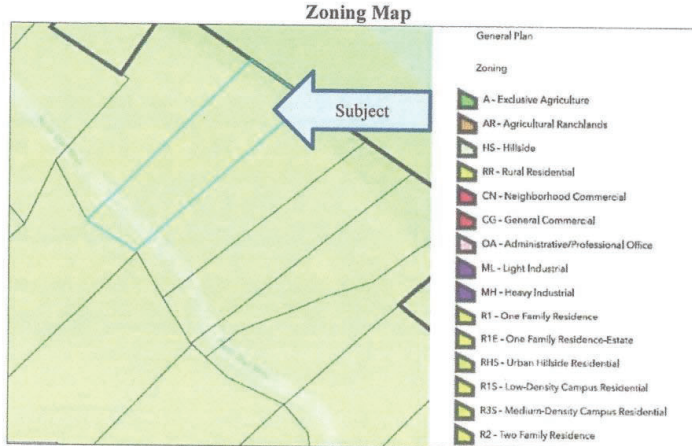 Zoning Map
Subject
General Plan
Zoning
A - Exclusive Agriculture
AR - Agricultural Ranchlands
HS - Hillside
RR - Rural Residential
CN - Neighborhood Commercial
CG - General Commercial
OA - Administrative/Professional Office
ML - Light Industrial
MH - Heavy Industrial
R1 - One Family Residence
R1E - One Family Residence-Estate
RHS - Urban Hillside Residential
R1S - Low-Density Campus Residential
R3S - Medium-Density Campus Residential
R2 - Two Family Residence